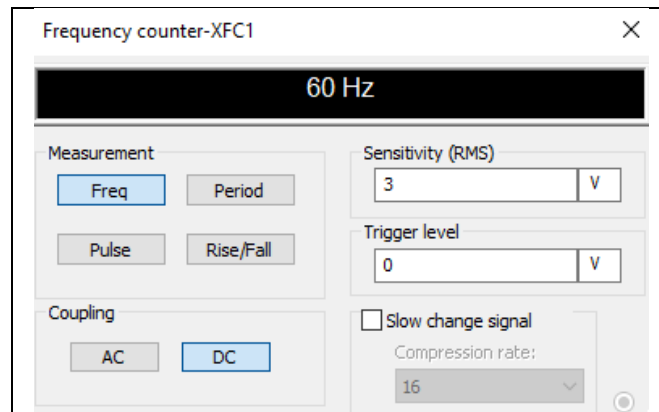 Frequency counter-XFC1
60 Hz
Measurement
Freq Period
Pulse Rise/Fall
Coupling
AC DC
Sensitivity (RMS)
3 V
Trigger level
0 V
Slow change signal
Compression rate:
16